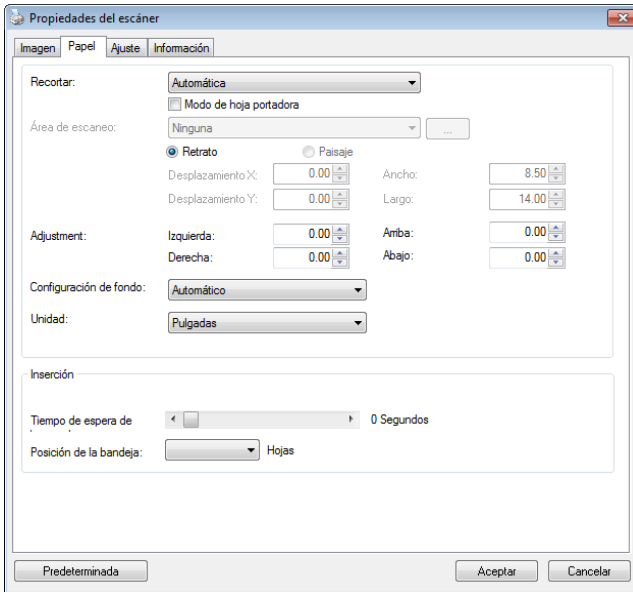 Propiedades del escáner
Imagen Papel Ajuste Información
Recortar: Automática
Modo de hoja portadora
Área de escaneo: Ninguna ...
Retrato Paisaje
Desplazamiento X: 0.00 Ancho: 8.50
Desplazamiento Y: 0.00 Largo: 14.00
Adjustment: Izquierda: 0.00 Arriba: 0.00
Derecha: 0.00 Abajo: 0.00
Configuración de fondo: Automático
Unidad: Pulgadas
Inserción
Tiempo de espera de 0 Segundos
Posición de la bandeja: Hojas
Predeterminada Aceptar Cancelar